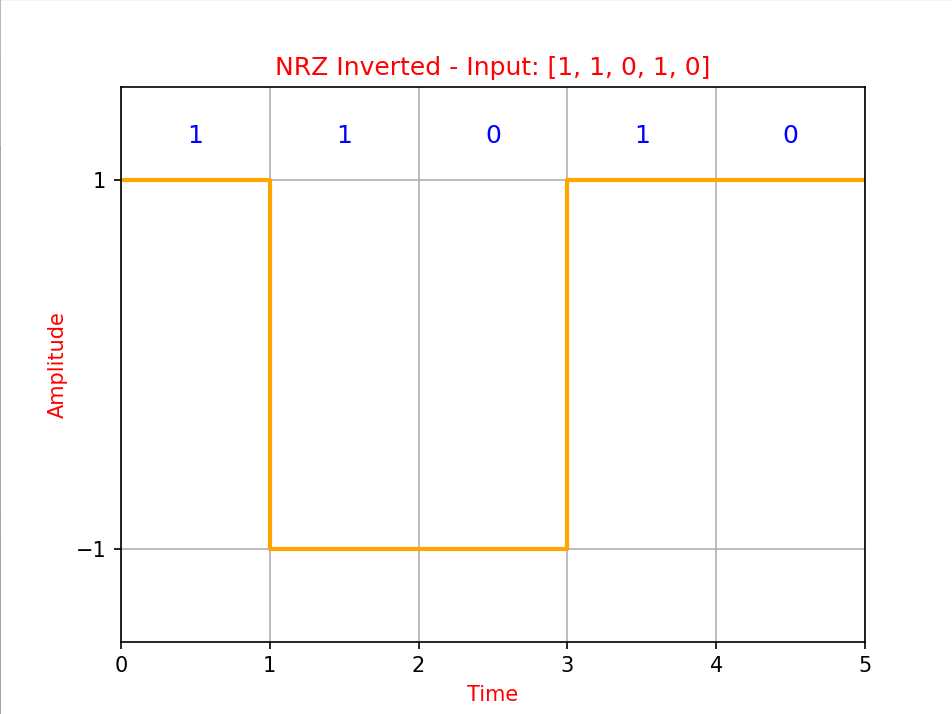 NRZ Inverted - Input: [1, 1, 0, 1, 0]
1 1 0 1 0
1
Amplitude
−1
0 1 2 3 4 5
Time